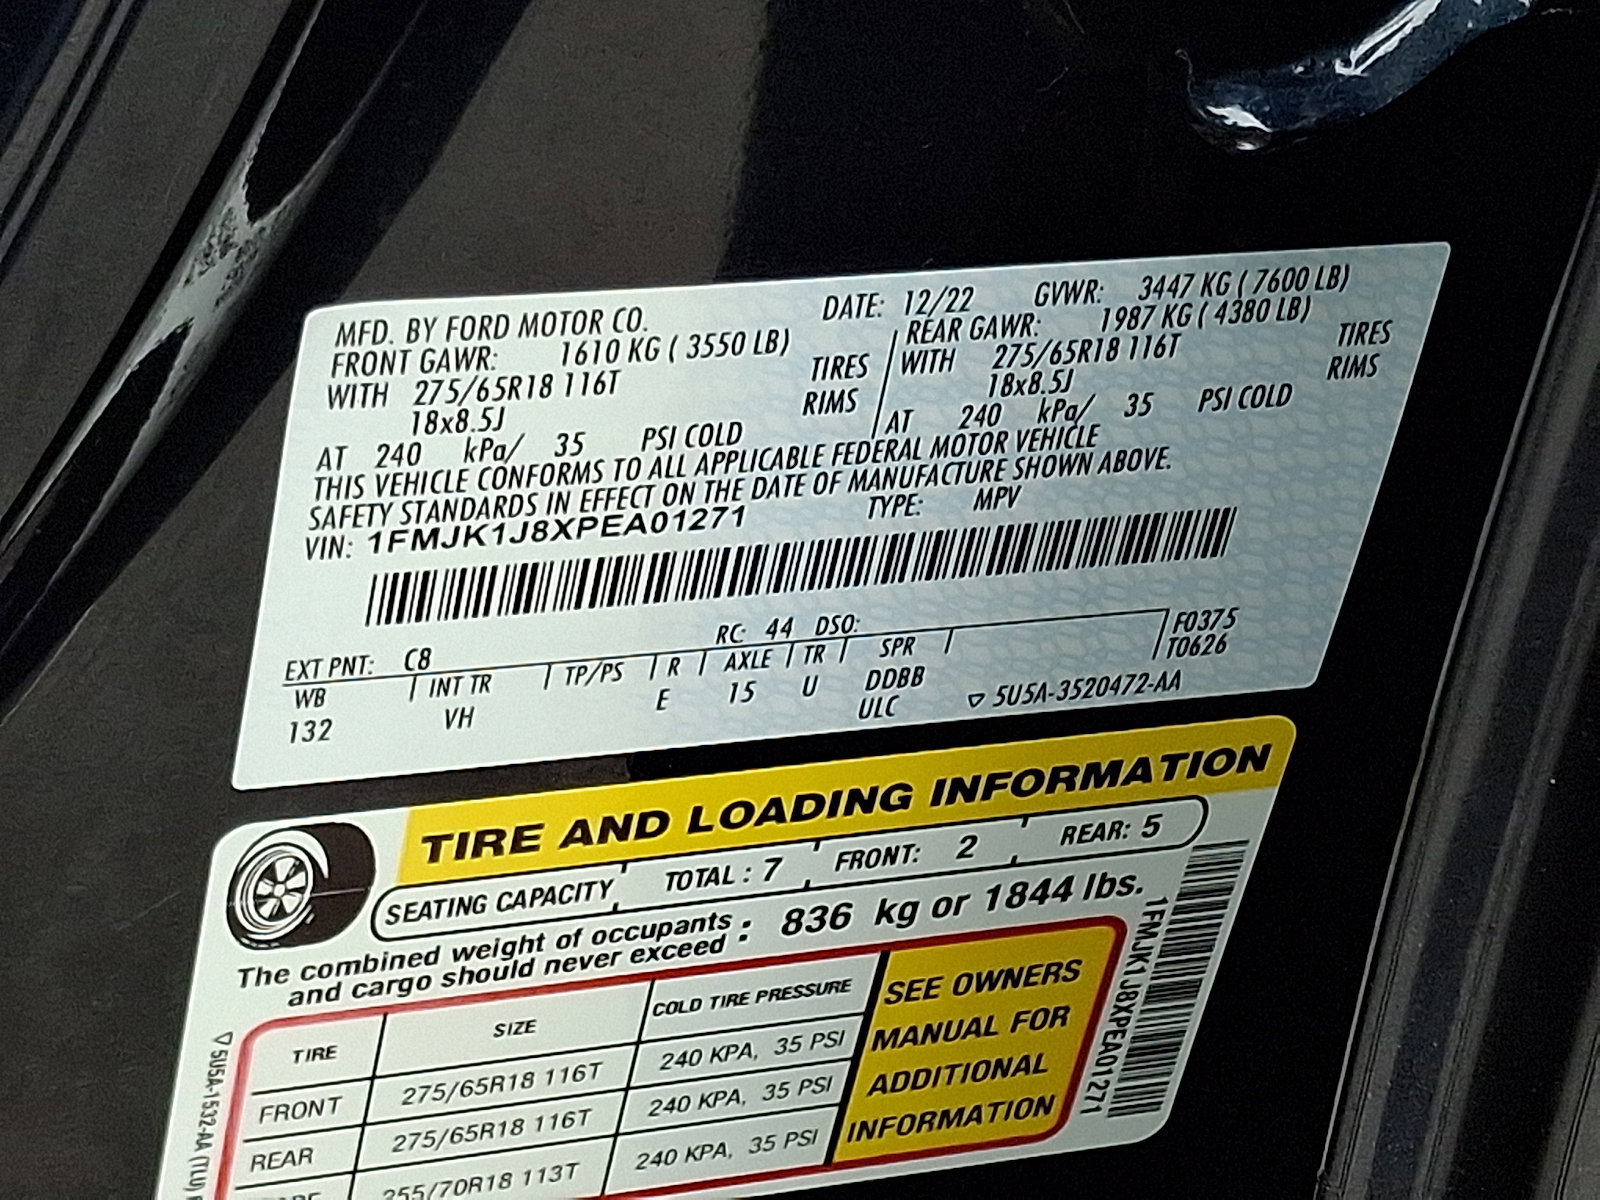 MFD. BY FORD MOTOR CO. DATE: 12/22 GVWR: 3447 KG ( 7600 LB)
FRONT GAWR: 1610 KG ( 3550 LB) REAR GAWR: 1987 KG ( 4380 LB)
WITH 275/65R18 116T TIRES WITH 275/65R18 116T TIRES
18x8.5J RIMS 18x8.5J RIMS
AT 240 kPa/ 35 PSI COLD AT 240 kPa/ 35 PSI COLD
THIS VEHICLE CONFORMS TO ALL APPLICABLE FEDERAL MOTOR VEHICLE
SAFETY STANDARDS IN EFFECT ON THE DATE OF MANUFACTURE SHOWN ABOVE.
VIN: 1FMJK1J8XPEA01271 TYPE: MPV
RC: 44 DSO: F0375
EXT PNT: C8 T0626
WB INT TR TP/PS R AXLE TR SPR
132 VH E 15 U DDBB
ULC ▽ 5U5A-3520472-AA
TIRE AND LOADING INFORMATION
SEATING CAPACITY TOTAL : 7 FRONT: 2 REAR: 5
The combined weight of occupants
and cargo should never exceed : 836 kg or 1844 lbs.
TIRE SIZE COLD TIRE PRESSURE
FRONT 275/65R18 116T 240 KPA, 35 PSI
REAR 275/65R18 116T 240 KPA, 35 PSI
255/70R18 113T 240 KPA, 35 PSI
SEE OWNERS
MANUAL FOR
ADDITIONAL
INFORMATION
1FMJK1J8XPEA01271
▽ 5U5A-1532-AA (TLU)